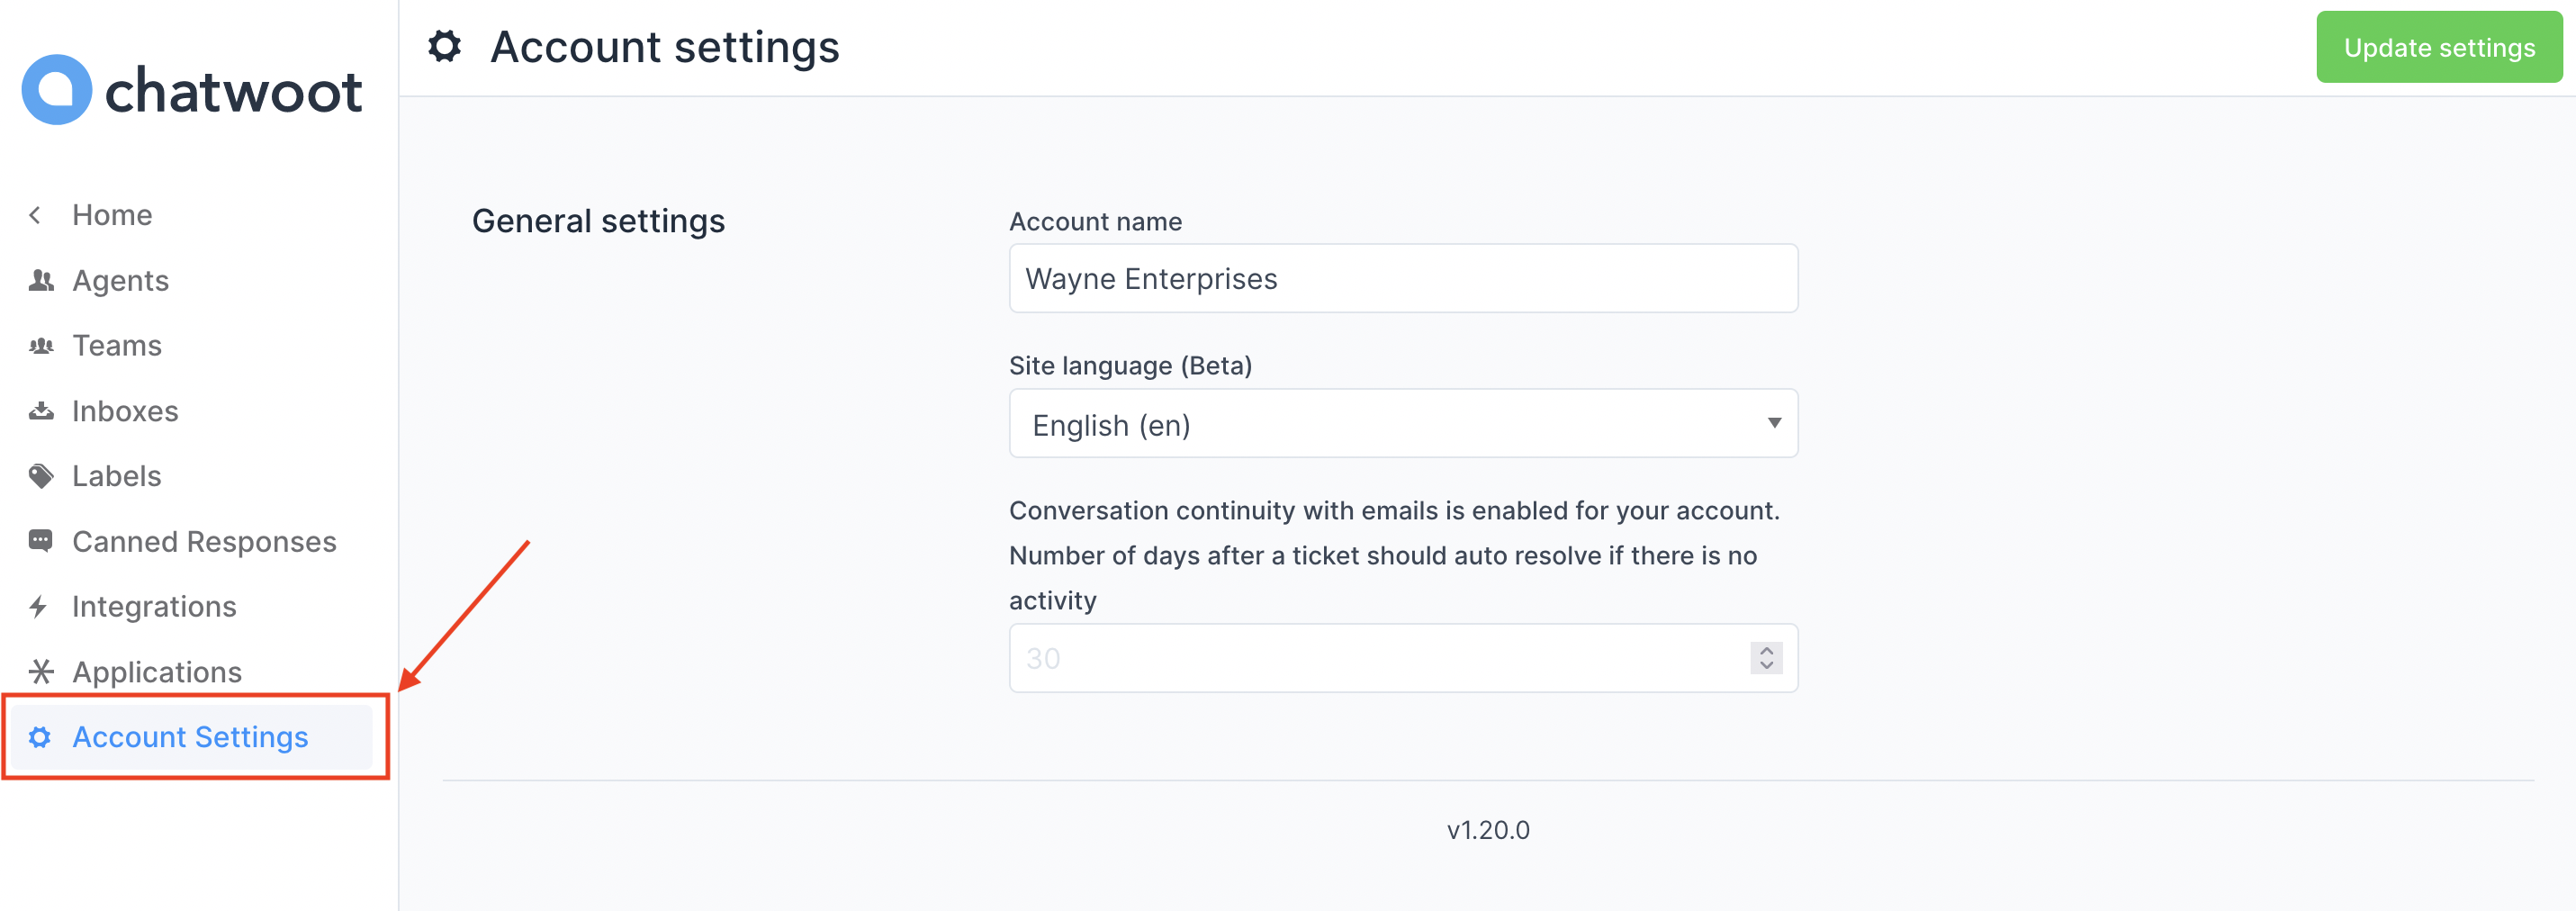 chatwoot
Home
Agents
Teams
Inboxes
Labels
Canned Responses
Integrations
Applications
Account Settings
Account settings
Update settings
General settings
Account name
Wayne Enterprises
Site language (Beta)
English (en)
Conversation continuity with emails is enabled for your account.
Number of days after a ticket should auto resolve if there is no
activity
30
v1.20.0